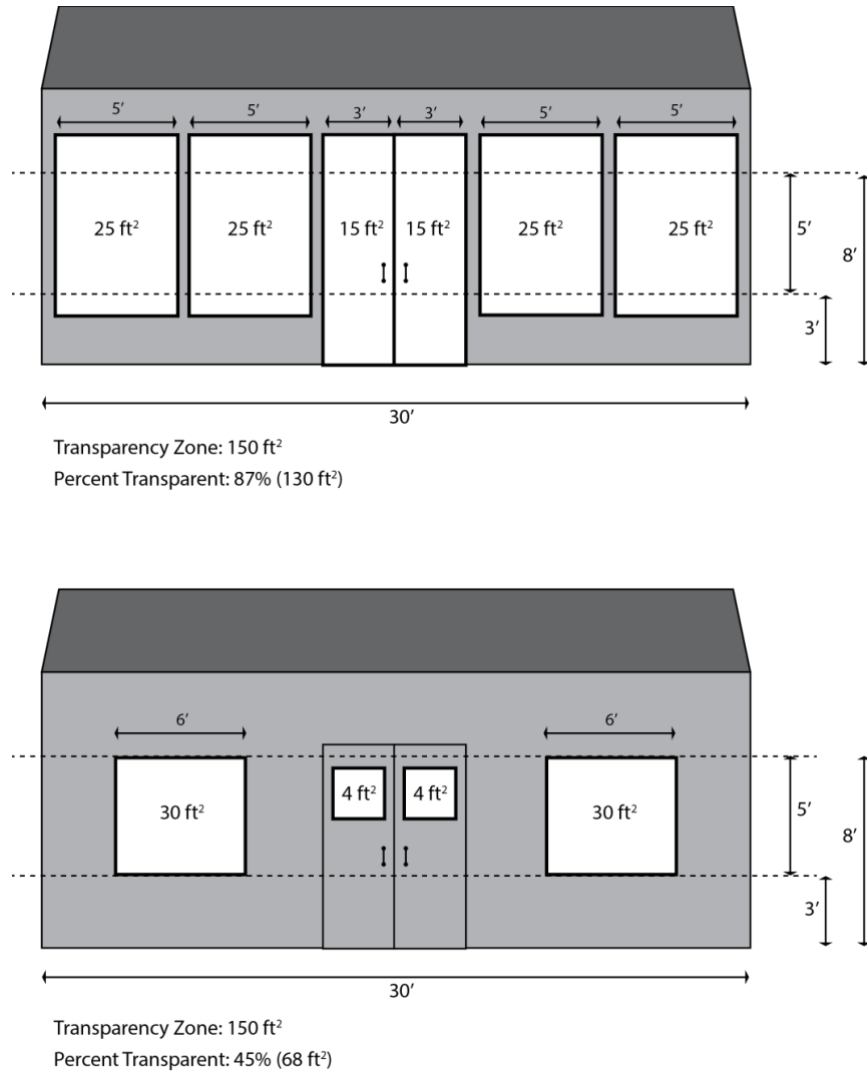 5′ 5′ 3′ 3′ 5′ 5′
25 ft² 25 ft² 15 ft² 15 ft² 25 ft² 25 ft²
5′
8′
3′
30′
Transparency Zone: 150 ft²
Percent Transparent: 87% (130 ft²)
6′ 6′
30 ft² 4 ft² 4 ft² 30 ft²
5′
8′
3′
30′
Transparency Zone: 150 ft²
Percent Transparent: 45% (68 ft²)